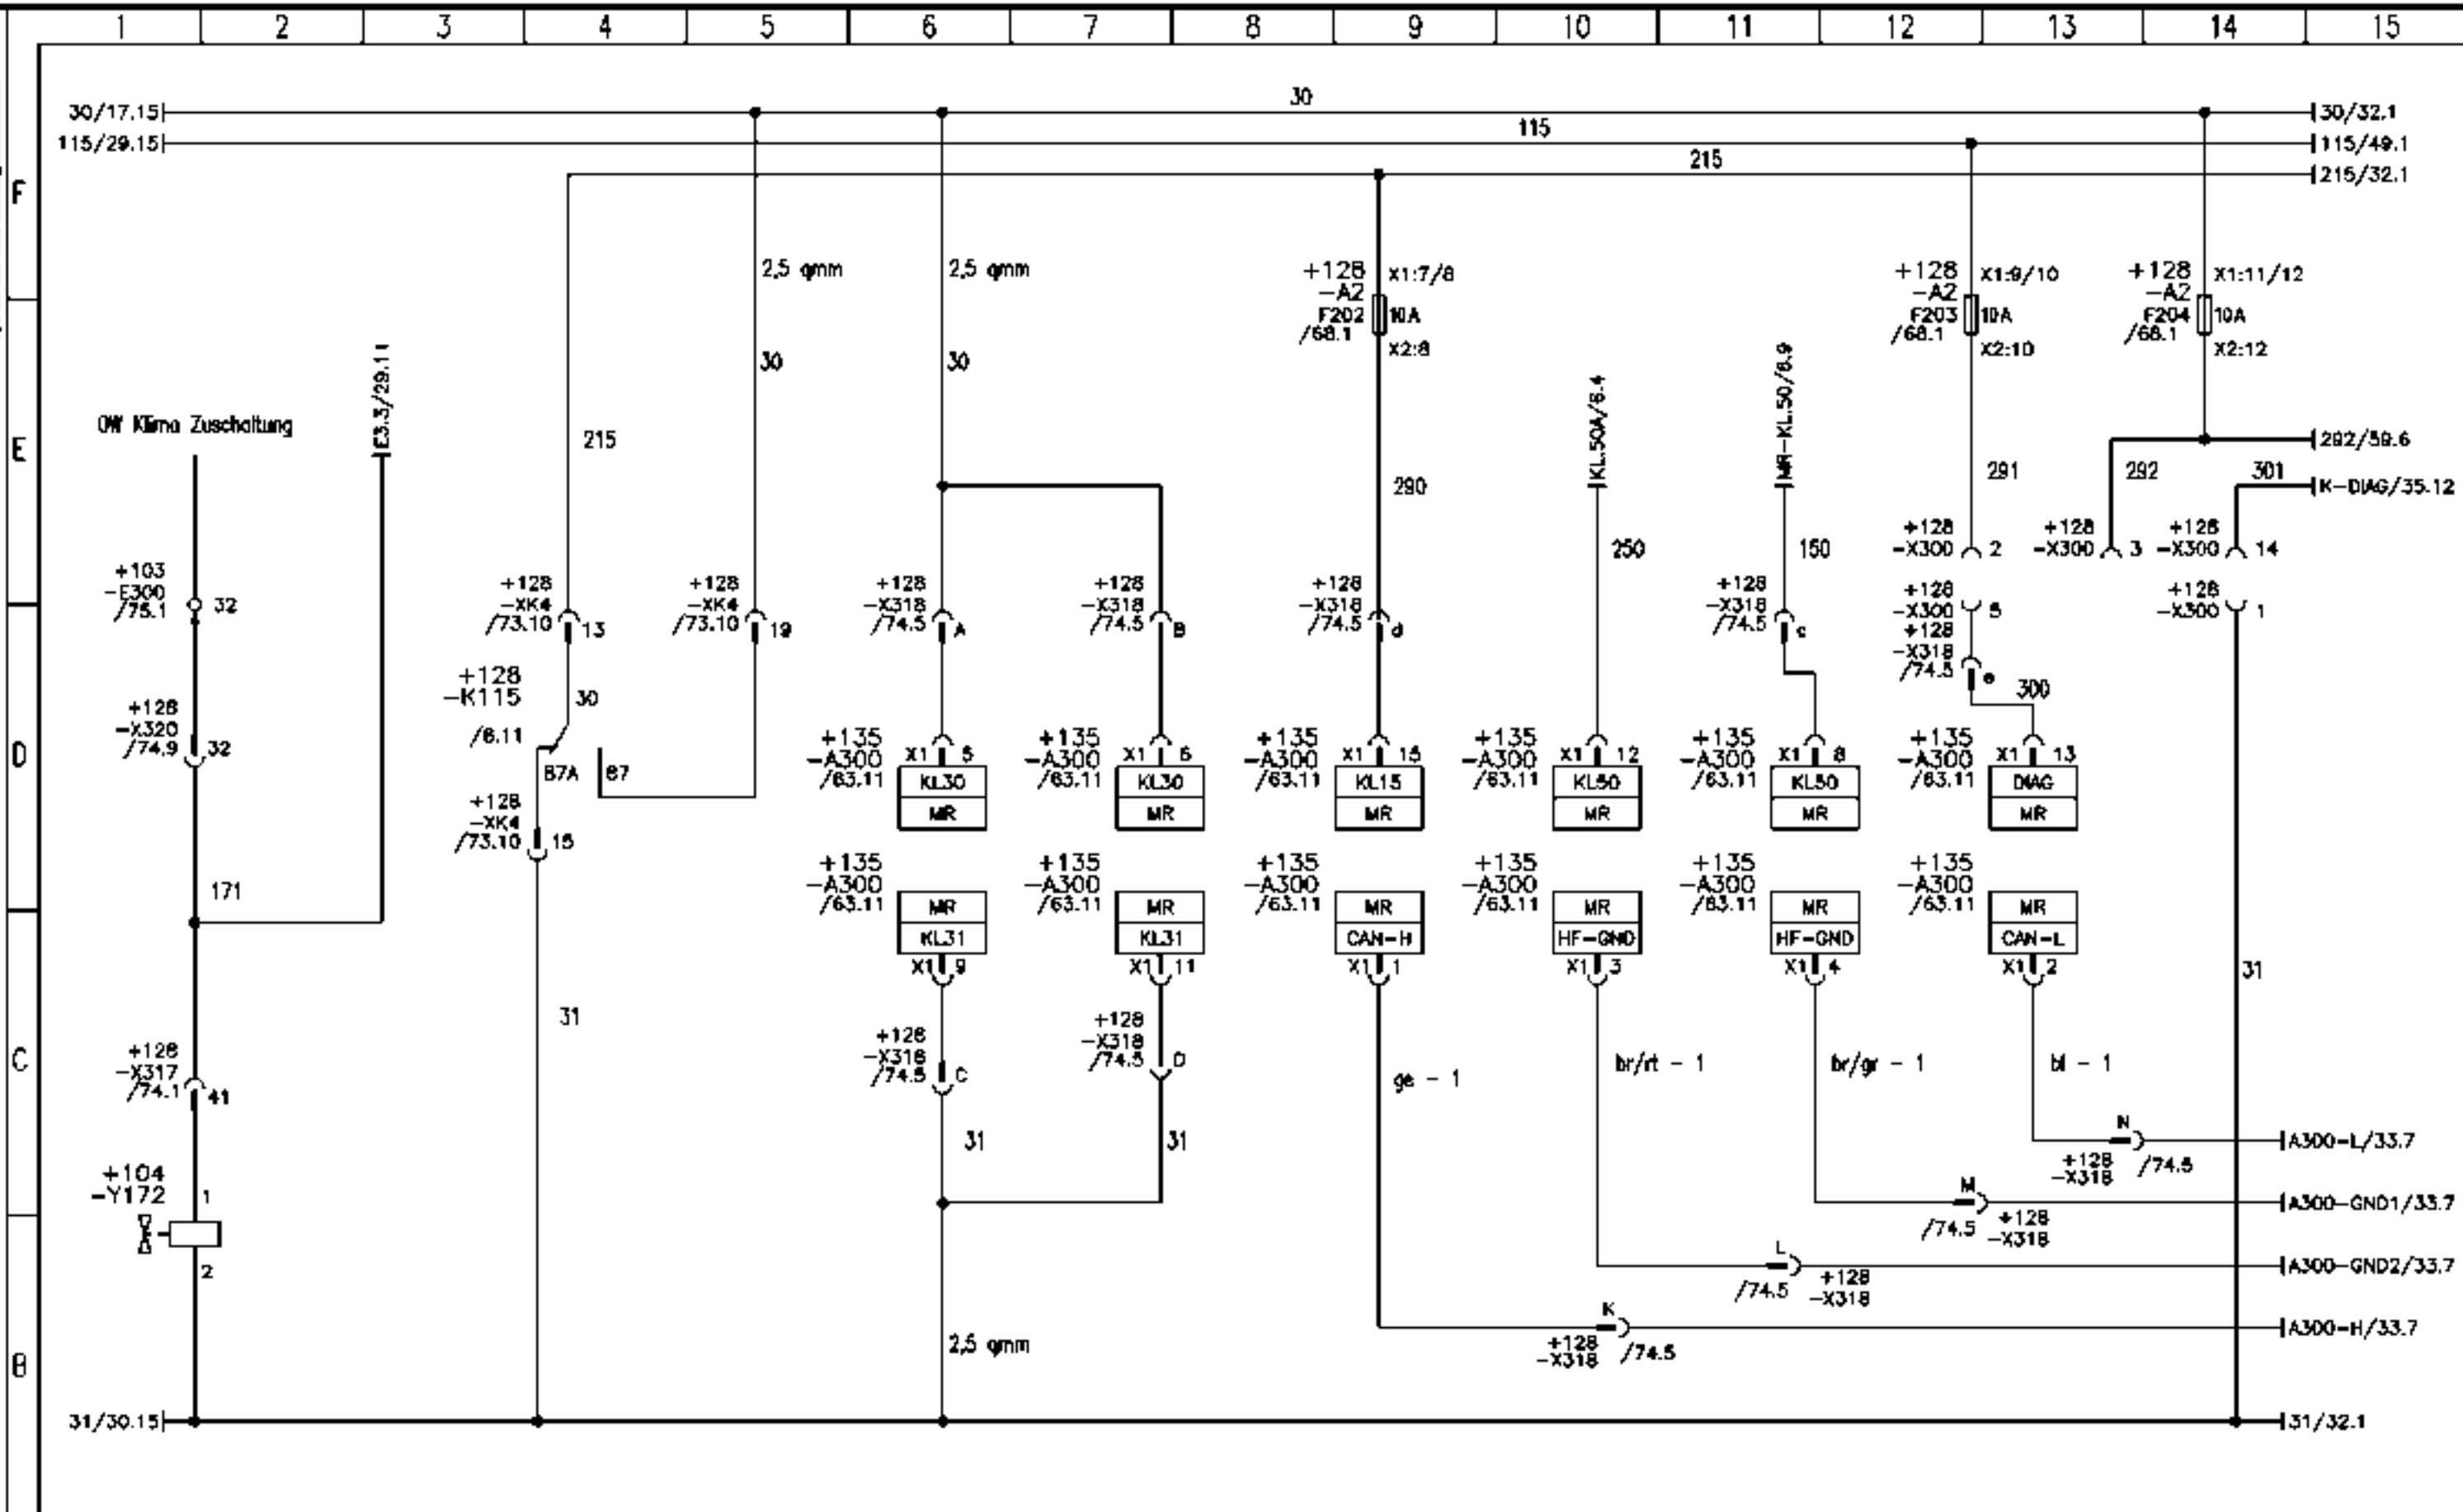 1 2 3 4 5 6 7 8 9 10 11 12 13 14 15
F
E
D
C
B
30/17.15
30
30/32.1
115/29.15
115
115/49.1
215
215/32.1
2,5 qmm
2,5 qmm
+128
-A2
F202
/68.1
X1:7/8
10A
X2:8
+128
-A2
F203
/68.1
X1:9/10
10A
X2:10
+128
-A2
F204
/68.1
X1:11/12
10A
X2:12
30
30
Klima Zuschaltung
E3.3/29.11
215
290
KL.50A/6.4
MR-KL.50/6.9
291
292
301
292/59.6
K-DIAG/35.12
250
150
+128
-X300
2
+128
-X300
3
+128
-X300
14
+103
-E300
/75.1
32
+128
-XK4
/73.10
13
+128
-XK4
/73.10
19
+128
-X318
/74.5
A
+128
-X318
/74.5
B
+128
-X318
/74.5
d
+128
-X318
/74.5
c
+128
-X300
5
+128
-X318
/74.5
e
+128
-X300
1
300
+128
-X320
/74.9
32
+128
-K115
/6.11
30
87A
87
+128
-XK4
/73.10
15
+135
-A300
/63.11
X1 5
KL30
MR
+135
-A300
/63.11
X1 6
KL30
MR
+135
-A300
/63.11
X1 15
KL15
MR
+135
-A300
/63.11
X1 12
KL50
MR
+135
-A300
/63.11
X1 8
KL50
MR
+135
-A300
/63.11
X1 13
DIAG
MR
171
+135
-A300
/63.11
MR
KL31
X1 9
+135
-A300
/63.11
MR
KL31
X1 11
+135
-A300
/63.11
MR
CAN-H
X1 1
+135
-A300
/63.11
MR
HF-GND
X1 3
+135
-A300
/63.11
MR
HF-GND
X1 4
+135
-A300
/63.11
MR
CAN-L
X1 2
31
31
+128
-X317
/74.1
41
+128
-X318
/74.5
C
+128
-X318
/74.5
D
ge - 1
br/rt - 1
br/gr - 1
bl - 1
31
31
N
+128
-X318
/74.5
A300-L/33.7
+104
-Y172
1
2
M
/74.5
+128
-X318
A300-GND1/33.7
L
/74.5
+128
-X318
A300-GND2/33.7
K
+128
-X318
/74.5
A300-H/33.7
2,5 qmm
31/30.15
31/32.1